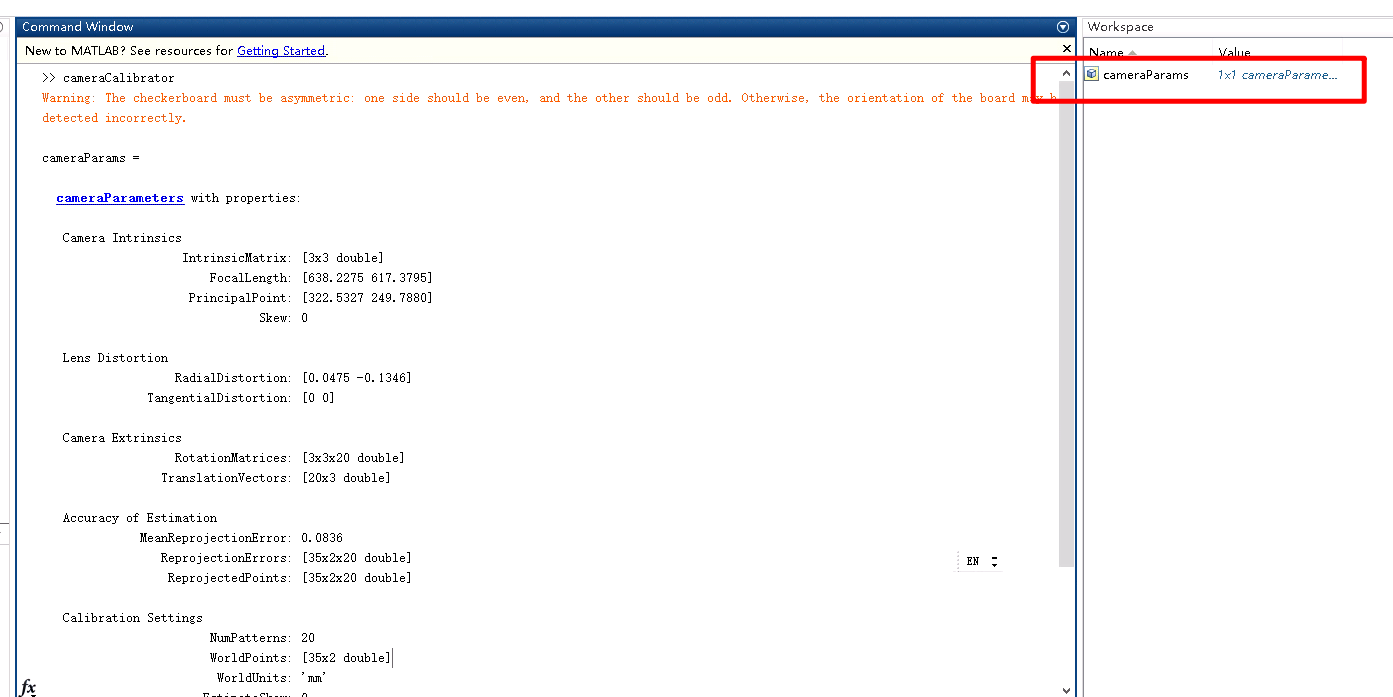 Command Window
Workspace
New to MATLAB? See resources for Getting Started.
Name Value
>> cameraCalibrator
cameraParams 1x1 cameraParame...
Warning: The checkerboard must be asymmetric: one side should be even, and the other should be odd. Otherwise, the orientation of the board may b
detected incorrectly.
cameraParams =
cameraParameters with properties:
Camera Intrinsics
IntrinsicMatrix: [3x3 double]
FocalLength: [638.2275 617.3795]
PrincipalPoint: [322.5327 249.7880]
Skew: 0
Lens Distortion
RadialDistortion: [0.0475 -0.1346]
TangentialDistortion: [0 0]
Camera Extrinsics
RotationMatrices: [3x3x20 double]
TranslationVectors: [20x3 double]
Accuracy of Estimation
MeanReprojectionError: 0.0836
ReprojectionErrors: [35x2x20 double]
EN
ReprojectedPoints: [35x2x20 double]
Calibration Settings
NumPatterns: 20
WorldPoints: [35x2 double]
WorldUnits: 'mm'
fx
EstimateSkew: 0